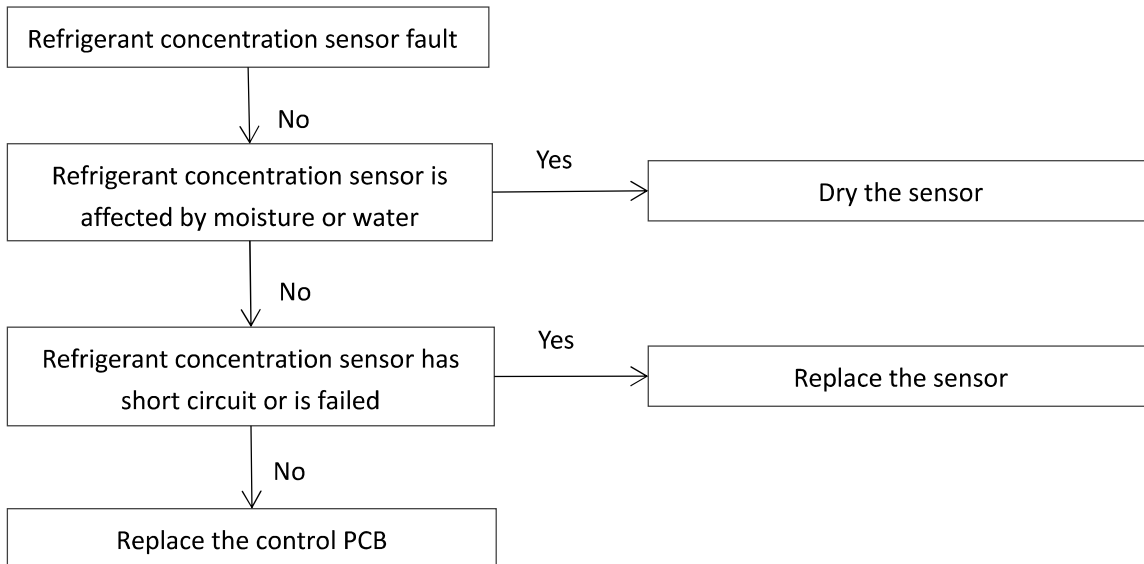 Refrigerant concentration sensor fault
No
Refrigerant concentration sensor is
affected by moisture or water
Yes
Dry the sensor
No
Refrigerant concentration sensor has
short circuit or is failed
Yes
Replace the sensor
No
Replace the control PCB